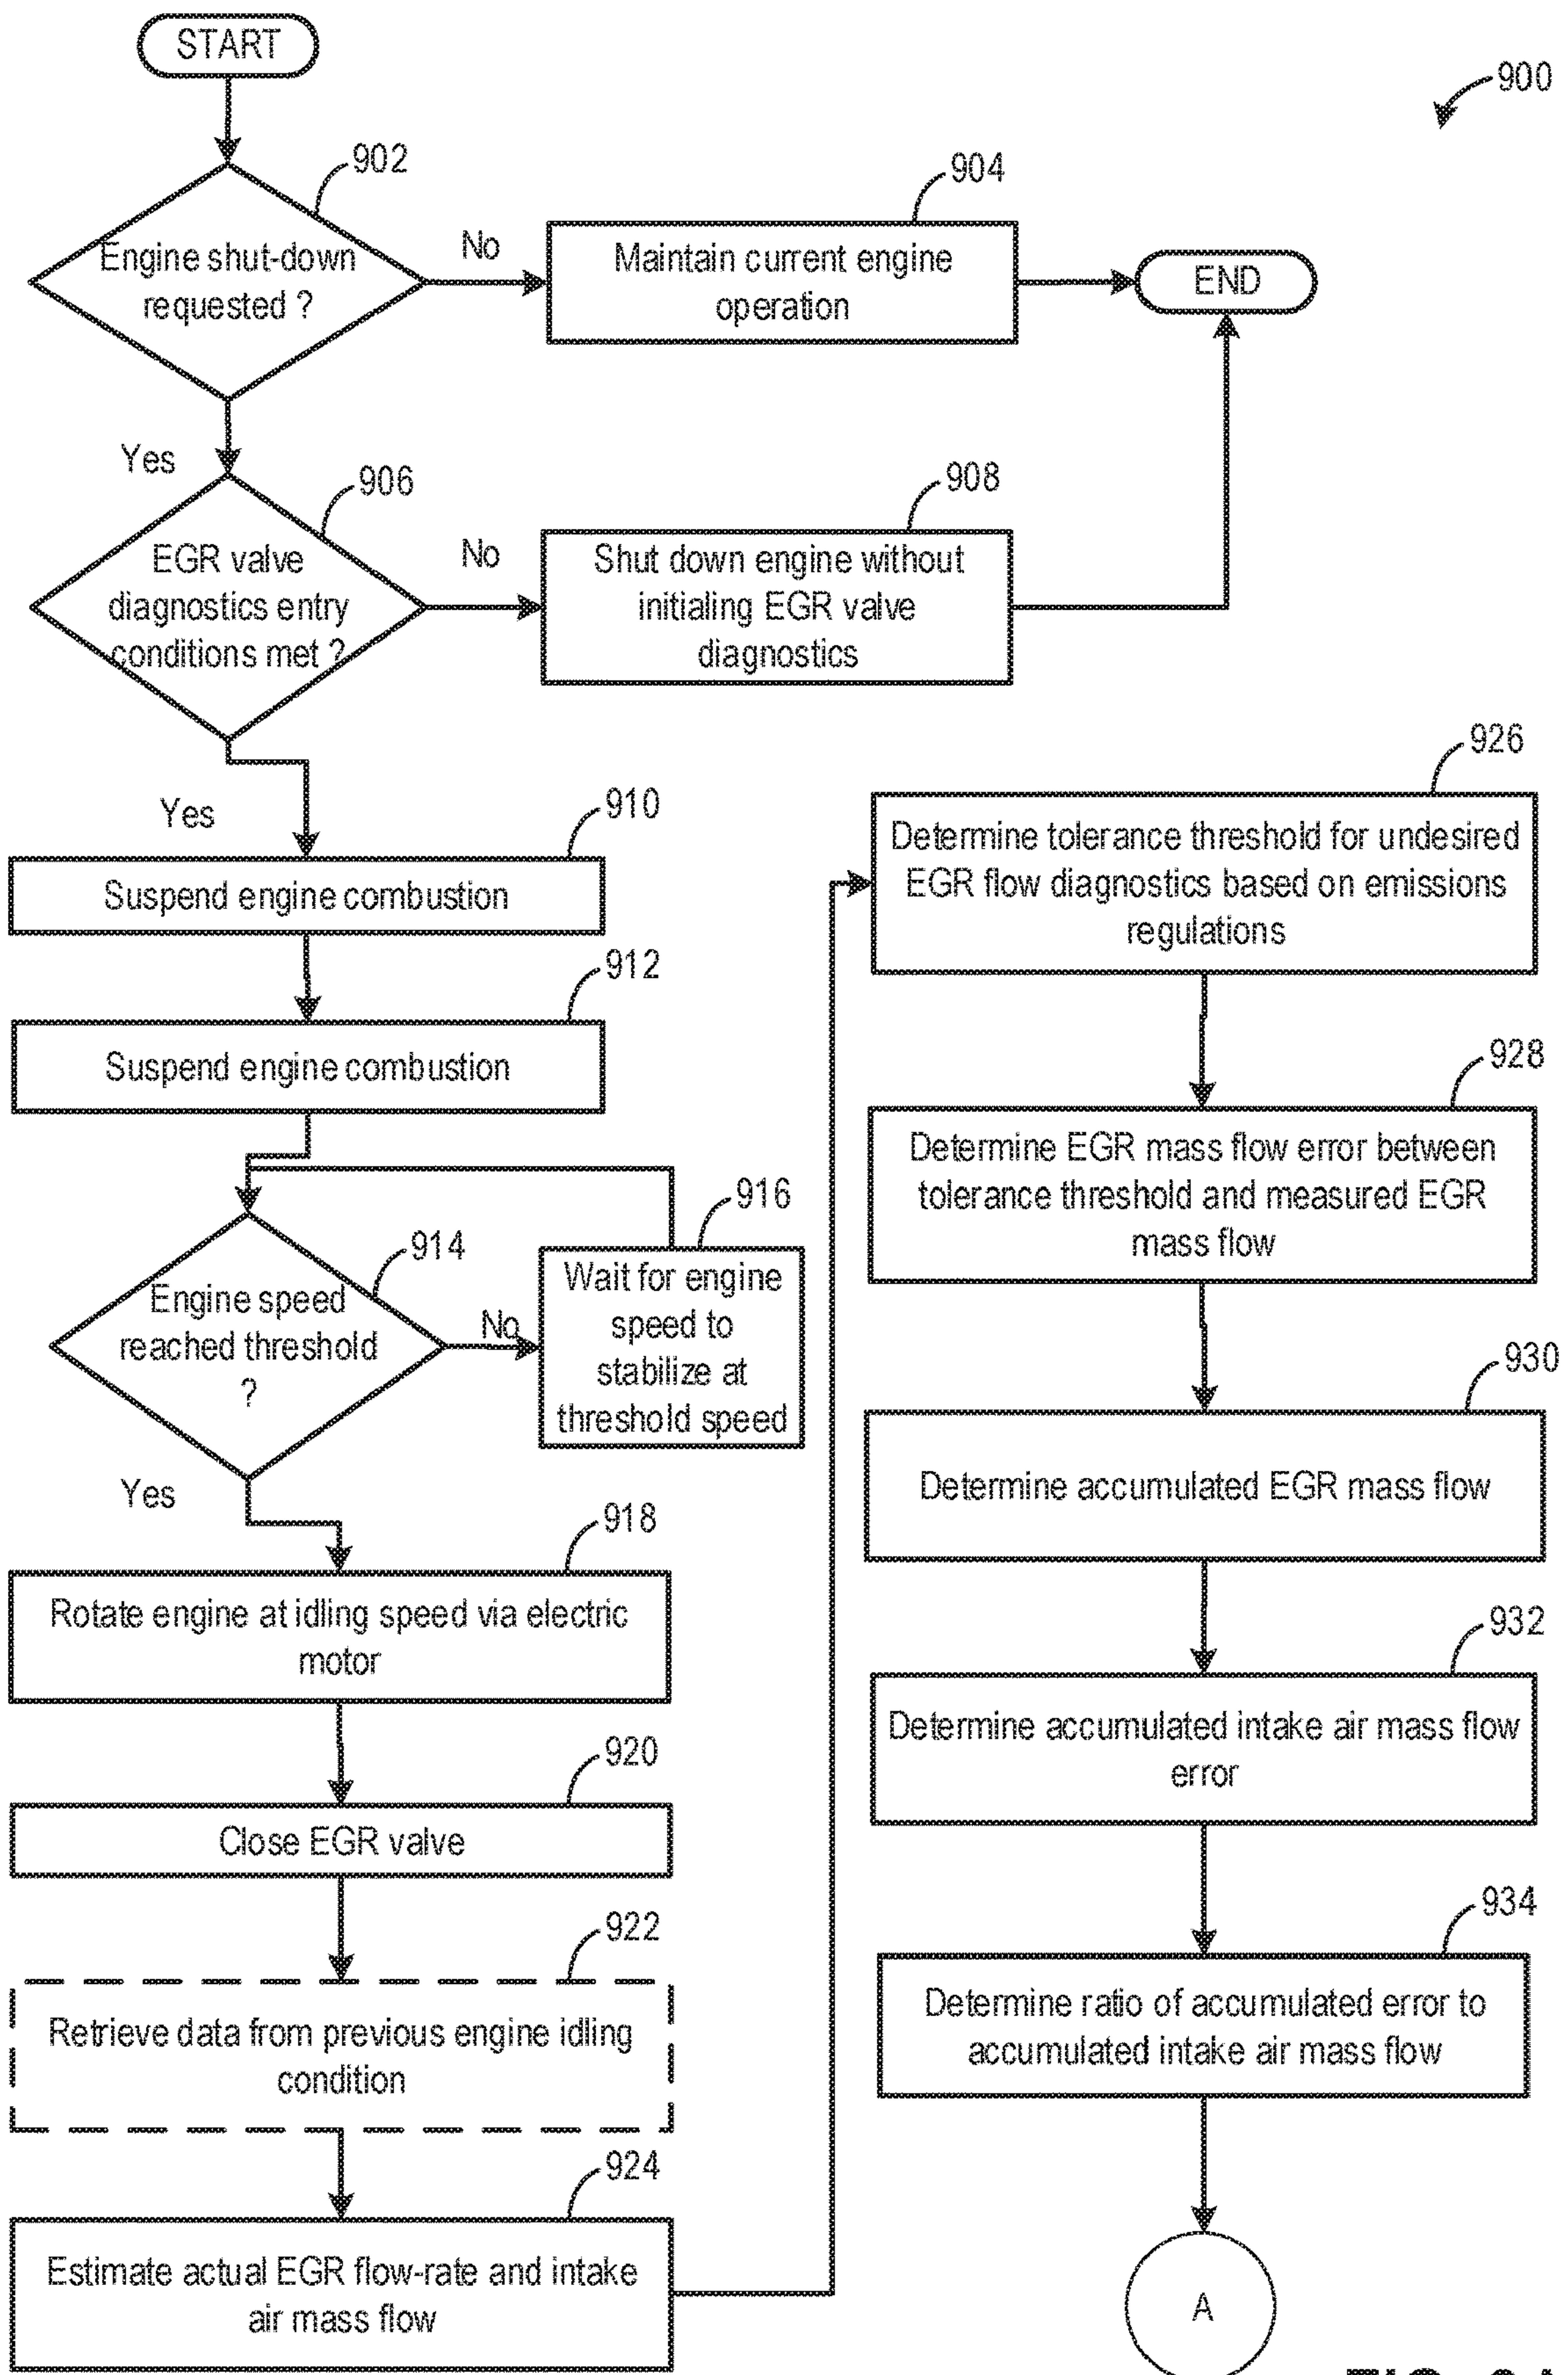 START
900
902
Engine shut-down
requested ?
No
904
Maintain current engine
operation
END
Yes
906
EGR valve
diagnostics entry
conditions met ?
No
908
Shut down engine without
initialing EGR valve
diagnostics
Yes
910
Suspend engine combustion
912
Suspend engine combustion
914
Engine speed
reached threshold
?
No
916
Wait for engine
speed to
stabilize at
threshold speed
Yes
918
Rotate engine at idling speed via electric
motor
920
Close EGR valve
922
Retrieve data from previous engine idling
condition
924
Estimate actual EGR flow-rate and intake
air mass flow
926
Determine tolerance threshold for undesired
EGR flow diagnostics based on emissions
regulations
928
Determine EGR mass flow error between
tolerance threshold and measured EGR
mass flow
930
Determine accumulated EGR mass flow
932
Determine accumulated intake air mass flow
error
934
Determine ratio of accumulated error to
accumulated intake air mass flow
A